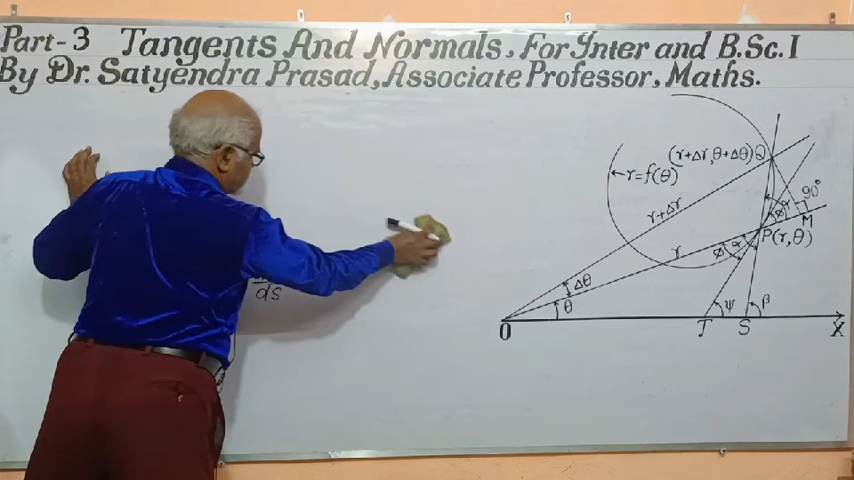 Part-3 Tangents And Normals, For Inter and B.Sc. I
By Dr. Satyendra Prasad, Associate Professor, Maths.
(r+Δr, θ+Δθ) Q
r=f(θ)
90°
r+Δr
M
r
P(r,θ)
φ α
Δθ
ds
θ
ψ
β
O
T
S
X